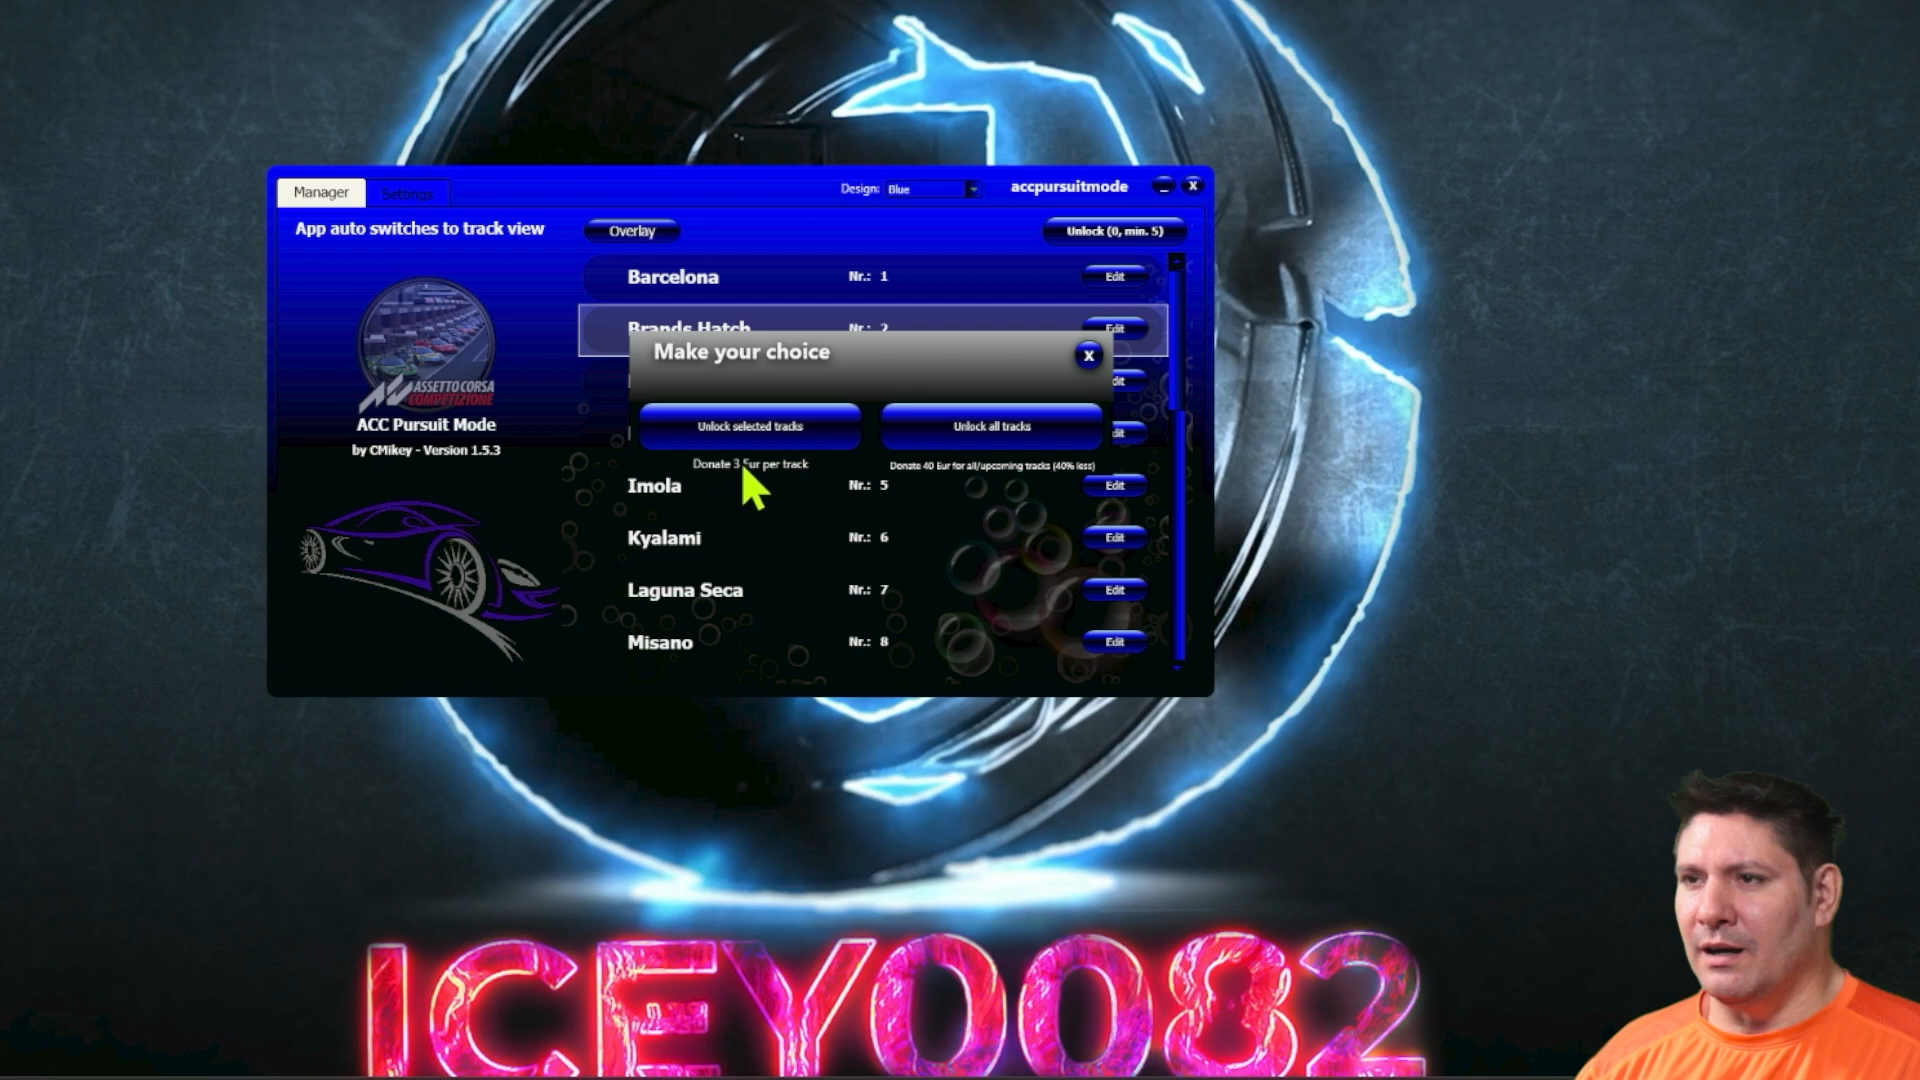 Manager
Settings
Design: Blue
accpursuitmode
_
X
App auto switches to track view
Overlay
Unlock (0, min. 5)
Barcelona Nr.: 1 Edit
Brands Hatch Nr.: 2 Edit
Make your choice
X
Unlock selected tracks
Unlock all tracks
Donate 3 Eur per track
Donate 40 Eur for all/upcoming tracks (40% less)
ASSETTO CORSA
COMPETIZIONE
ACC Pursuit Mode
by CMikey - Version 1.5.3
Imola Nr.: 5 Edit
Kyalami Nr.: 6 Edit
Laguna Seca Nr.: 7 Edit
Misano Nr.: 8 Edit
ICEY0082